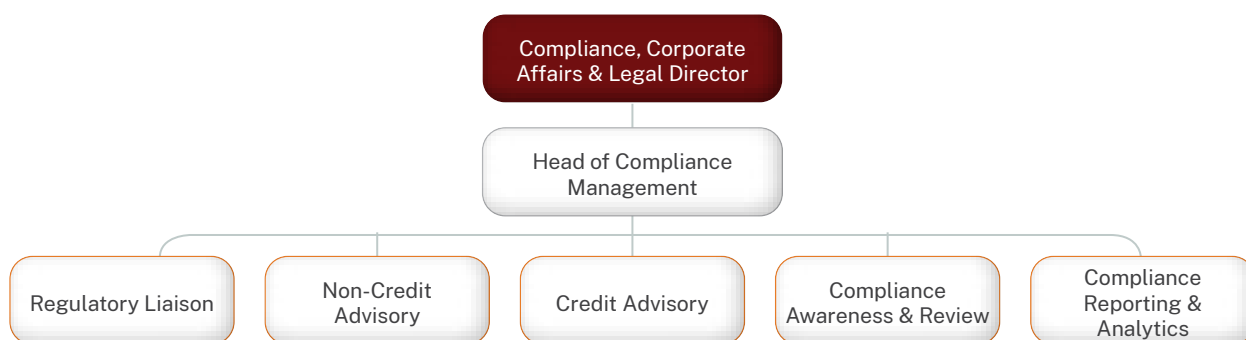 Compliance, Corporate
Affairs & Legal Director
Head of Compliance
Management
Regulatory Liaison
Non-Credit
Advisory
Credit Advisory
Compliance
Awareness & Review
Compliance
Reporting &
Analytics